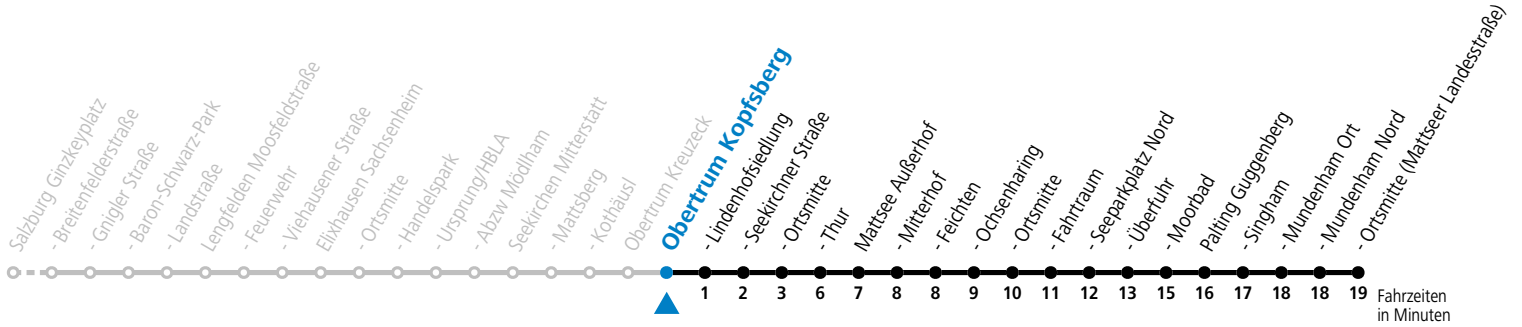 Salzburg Ginzkeyplatz
- Breitenfelderstraße
- Gnigler Straße
- Baron-Schwarz-Park
- Landstraße
Lengfelden Moosfeldstraße
- Feuerwehr
- Viehausener Straße
Elixhausen Sachsenheim
- Ortsmitte
- Handelspark
- Ursprung/HBLA
- Abzw Mödlham
Seekirchen Mitterstatt
- Mattsberg
- Kothäusl
Obertrum Kreuzeck
Obertrum Kopfsberg
- Lindenhofsiedlung
- Seekirchner Straße
- Ortsmitte
- Thur
Mattsee Außerhof
- Mitterhof
- Feichten
- Ochsenharing
- Ortsmitte
- Fahrtraum
- Seeparkplatz Nord
- Überfuhr
- Moorbad
Palting Guggenberg
- Singham
- Mundenham Ort
- Mundenham Nord
- Ortsmitte (Mattseer Landesstraße)
1 2 3 6 7 8 8 9 10 11 12 13 15 16 17 18 18 19 Fahrzeiten
in Minuten